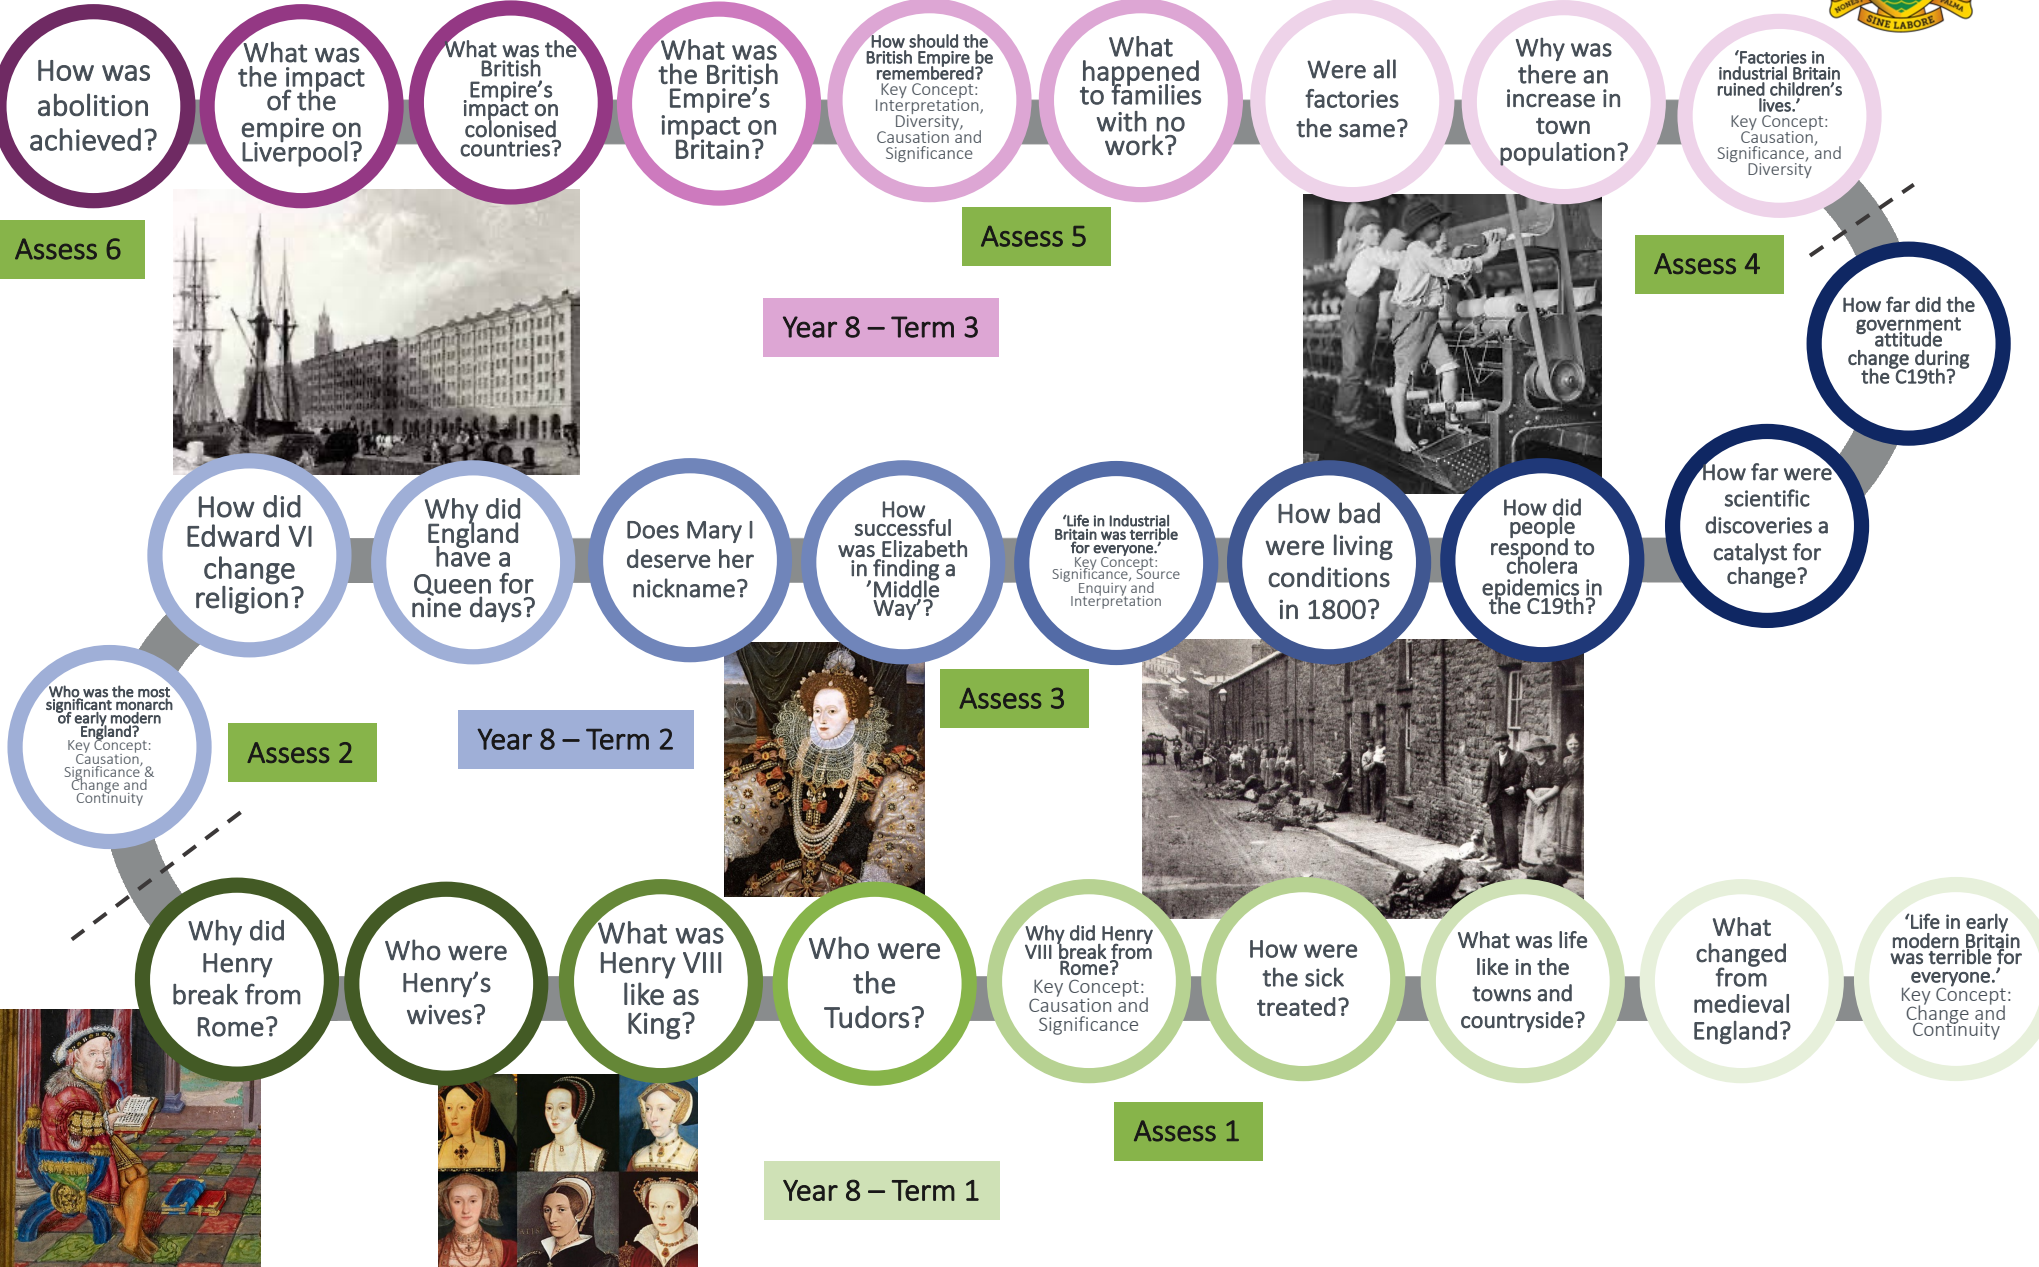 HONES
PALMA
SINE LABORE
How was
abolition
achieved?
What was
the impact
of the
empire on
Liverpool?
What was the
British
Empire's
impact on
colonised
countries?
What was
the British
Empire's
impact on
Britain?
How should the
British Empire be
remembered?
Key Concept:
Interpretation,
Diversity,
Causation and
Significance
What
happened
to families
with no
work?
Were all
factories
the same?
Why was
there an
increase in
town
population?
‘Factories in
industrial Britain
ruined children’s
lives.’
Key Concept:
Causation,
Significance, and
Diversity
Assess 6
Assess 5
Assess 4
Year 8 – Term 3
How far did the
government
attitude
change during
the C19th?
How did
Edward VI
change
religion?
Why did
England
have a
Queen for
nine days?
Does Mary I
deserve her
nickname?
How
successful
was Elizabeth
in finding a
’Middle
Way’?
‘Life in Industrial
Britain was terrible
for everyone.’
Key Concept:
Significance, Source
Enquiry and
Interpretation
How bad
were living
conditions
in 1800?
How did
people
respond to
cholera
epidemics in
the C19th?
How far were
scientific
discoveries a
catalyst for
change?
Who was the most
significant monarch
of early modern
England?
Key Concept:
Causation,
Significance &
Change and
Continuity
Assess 2
Year 8 – Term 2
Assess 3
Why did
Henry
break from
Rome?
Who were
Henry’s
wives?
What was
Henry VIII
like as
King?
Who were
the
Tudors?
Why did Henry
VIII break from
Rome?
Key Concept:
Causation and
Significance
How were
the sick
treated?
What was life
like in the
towns and
countryside?
What
changed
from
medieval
England?
‘Life in early
modern Britain
was terrible for
everyone.’
Key Concept:
Change and
Continuity
Assess 1
Year 8 – Term 1